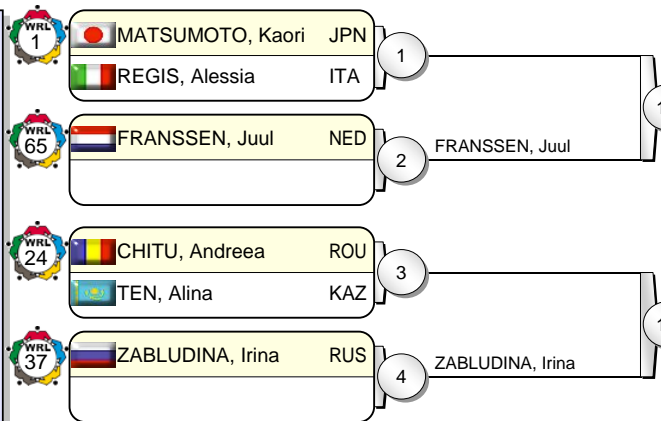 WRL
1
MATSUMOTO, Kaori JPN
REGIS, Alessia ITA
1
WRL
65
FRANSSEN, Juul NED
2
FRANSSEN, Juul
WRL
24
CHITU, Andreea ROU
TEN, Alina KAZ
3
WRL
37
ZABLUDINA, Irina RUS
4
ZABLUDINA, Irina